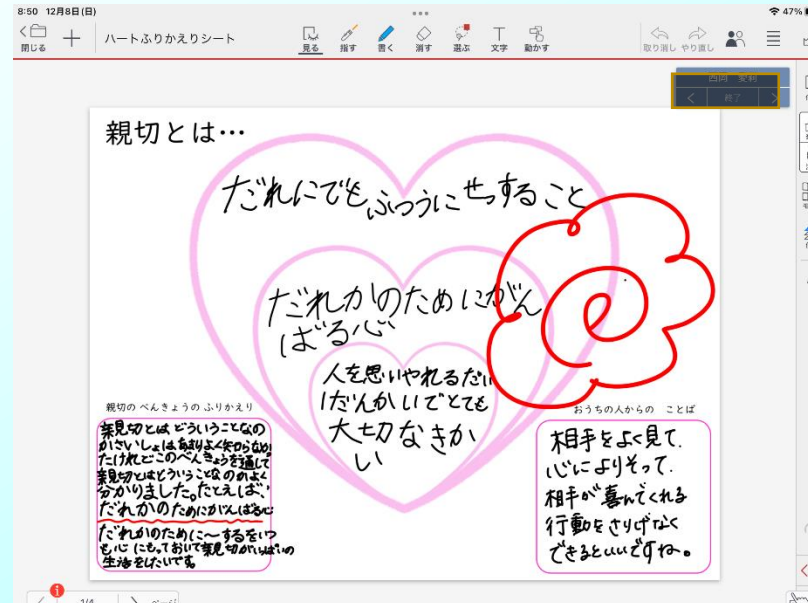 8:50 12月8日(日)
47%
閉じる
ハートふりかえりシート
見る 指す 書く 消す 選ぶ 文字 動かす
取り消し やり直し
終了
親切とは…
だれにでもふつうにせっすること
だれかのためにがん
ばる心
人を思いやれるだい
1だんかいでとても
大切なきか
い
親切の べんきょうの ふりかえり
親切とは どういうことなの
かさいしょはあまりよく知らなか
たけれどこのべんきょうを通して
親切とはどういうことなのかよく
分かりました。たとえば、
だれかのためにがんばる心
だれかのために〜するをいつ
も心にもっておいて親切がいっぱいの
生活をしたいです
おうちの人からの ことば
相手をよく見て、
心によりそって、
相手が喜んでくれる
行動をさりげなく
できるといいですね。
1/4 ページ